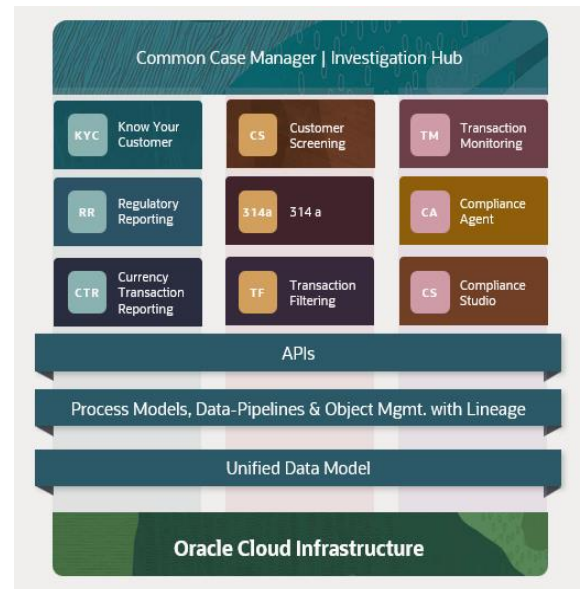 Common Case Manager | Investigation Hub
KYC
Know Your
Customer
CS
Customer
Screening
TM
Transaction
Monitoring
RR
Regulatory
Reporting
314a
314 a
CA
Compliance
Agent
CTR
Currency
Transaction
Reporting
TF
Transaction
Filtering
CS
Compliance
Studio
APIs
Process Models, Data-Pipelines & Object Mgmt. with Lineage
Unified Data Model
Oracle Cloud Infrastructure